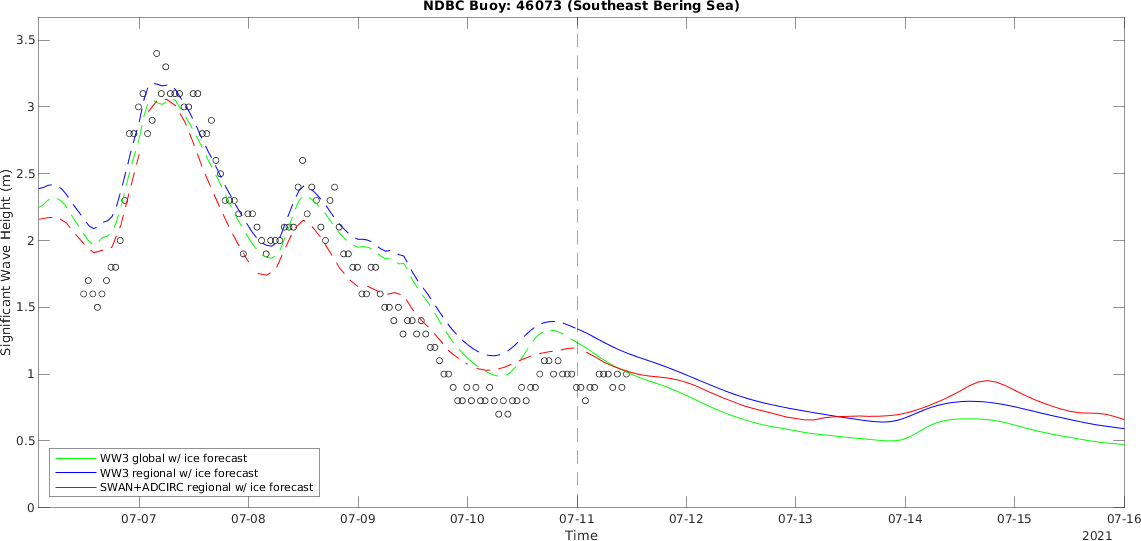 NDBC Buoy: 46073 (Southeast Bering Sea)
Significant Wave Height (m)
3.5
3
2.5
2
1.5
1
0.5
0
WW3 global w/ ice forecast
WW3 regional w/ ice forecast
SWAN+ADCIRC regional w/ ice forecast
07-07 07-08 07-09 07-10 07-11 07-12 07-13 07-14 07-15 07-16
Time
2021